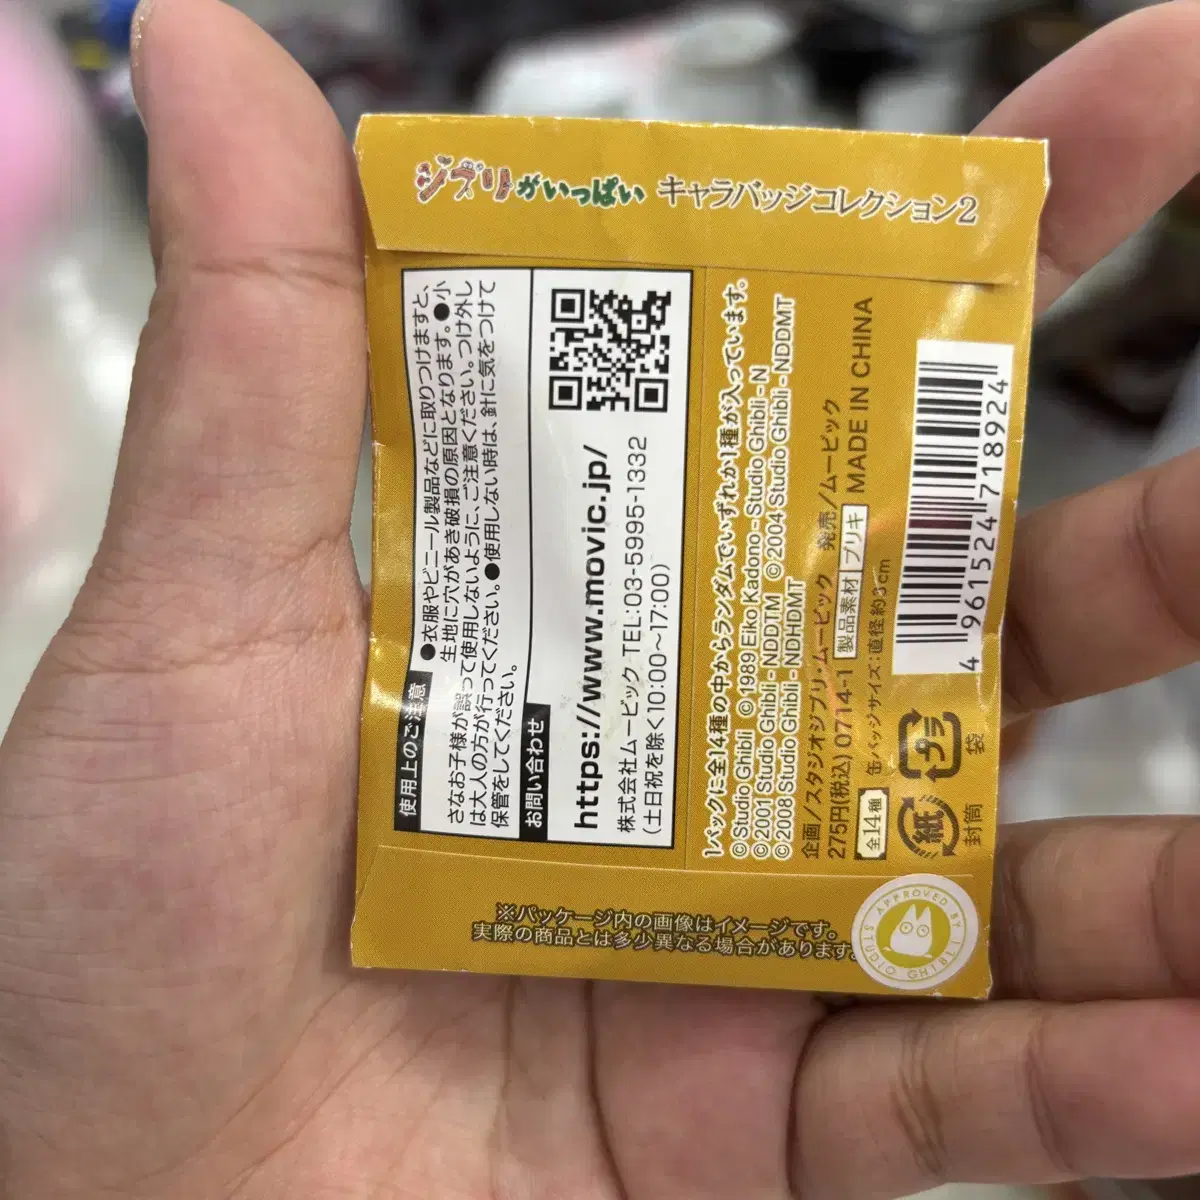 ジブリがいっぱい キャラバッジコレクション2
使用上のご注意
●衣服やビニール製品などに取りつけますと、
生地に穴があき破損の原因となります。●小
さなお子様が誤って使用しないように、ご注意ください。つけ外し
は大人の方が行ってください。●使用しない時は、針に気をつけて
保管をしてください。
お問い合わせ
https://www.movic.jp/
株式会社ムービック TEL:03-5995-1332
(土日祝を除く10:00~17:00)
1パックに全14種の中からランダムでいずれか1種が入っています。
©Studio Ghibli ©1989 Eiko Kadono - Studio Ghibli - N
©2001 Studio Ghibli - NDDTM ©2004 Studio Ghibli - NDDMT
©2008 Studio Ghibli - NDHDMT
企画/スタジオジブリ・ムービック 発売/ムービック
275円(税込) 0714-1 製品素材 ブリキ MADE IN CHINA
全14種 缶バッジサイズ:直径約3cm
4 961524 718924
紙 プラ
封筒 袋
※パッケージ内の画像はイメージです。
実際の商品とは多少異なる場合があります。
APPROVED BY STUDIO GHIBLI